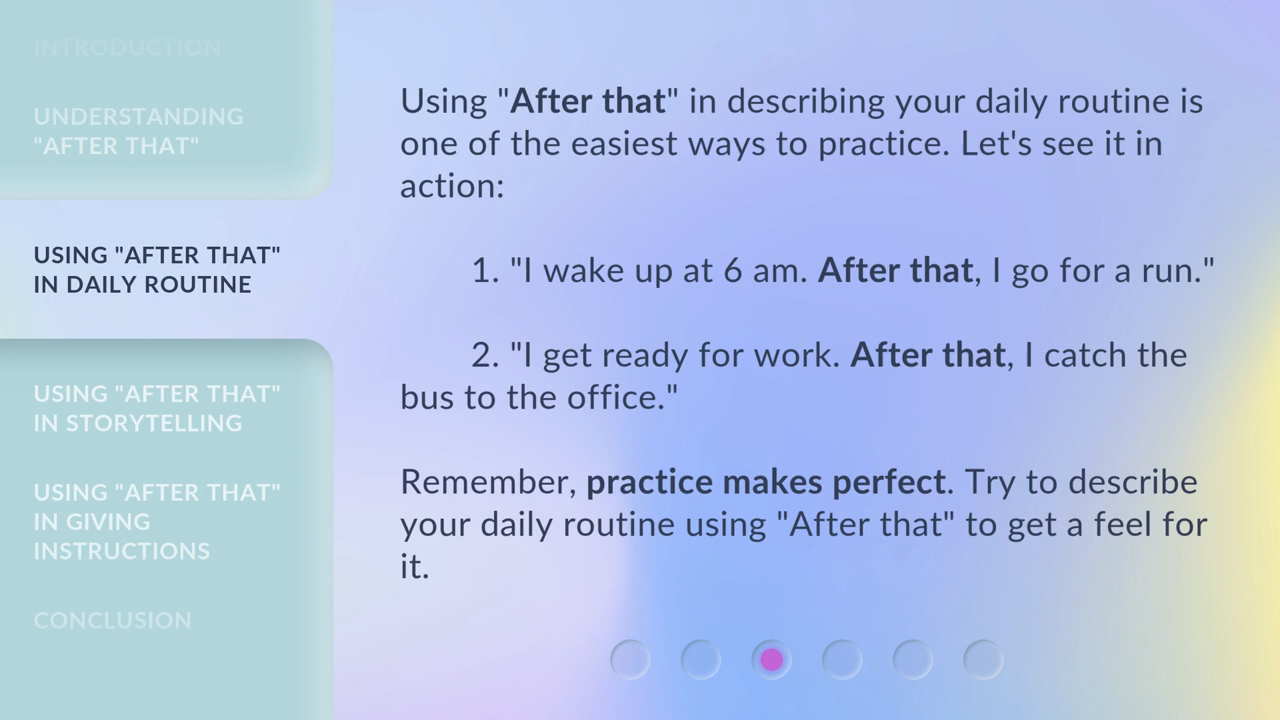 INTRODUCTION
UNDERSTANDING
"AFTER THAT"
USING "AFTER THAT"
IN DAILY ROUTINE
USING "AFTER THAT"
IN STORYTELLING
USING "AFTER THAT"
IN GIVING
INSTRUCTIONS
CONCLUSION
Using "After that" in describing your daily routine is
one of the easiest ways to practice. Let's see it in
action:
1. "I wake up at 6 am. After that, I go for a run."
2. "I get ready for work. After that, I catch the
bus to the office."
Remember, practice makes perfect. Try to describe
your daily routine using "After that" to get a feel for
it.